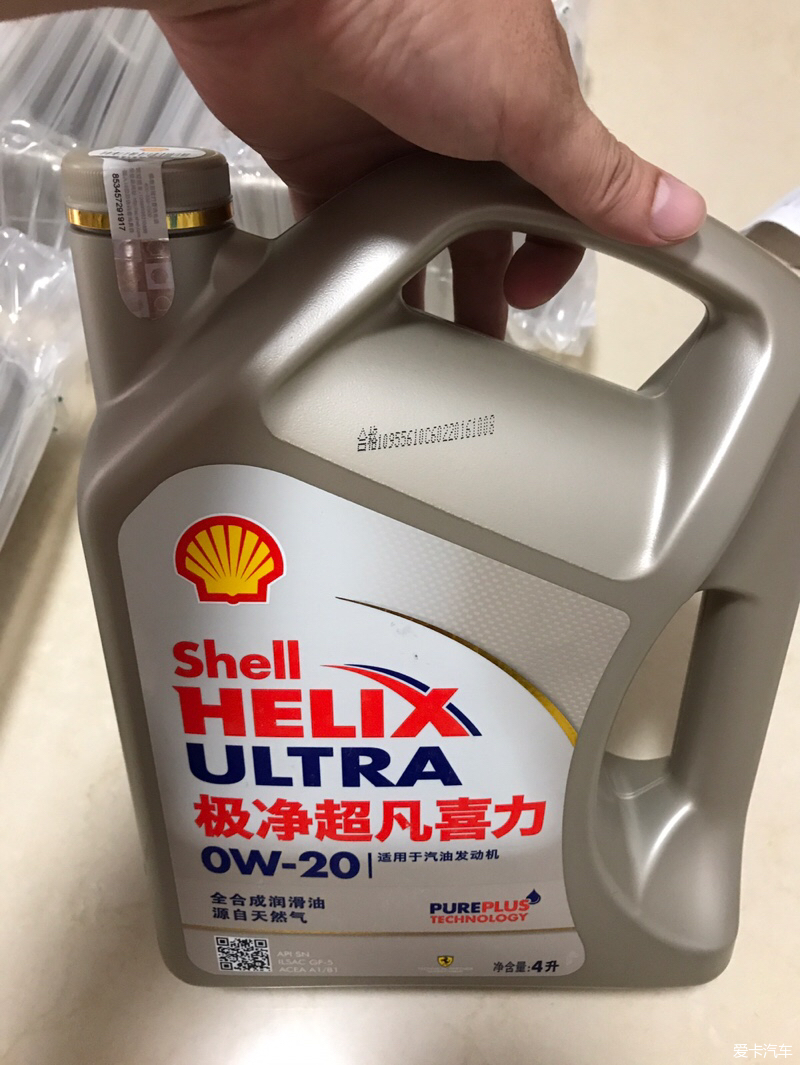 853457291917
合格10955610C60220161008
Shell
HELIX
ULTRA
极净超凡喜力
0W-20 适用于汽油发动机
全合成润滑油
源自天然气
PUREPLUS
TECHNOLOGY
API SN
ILSAC GF-5
ACEA A1/B1
净含量:4升
爱卡汽车